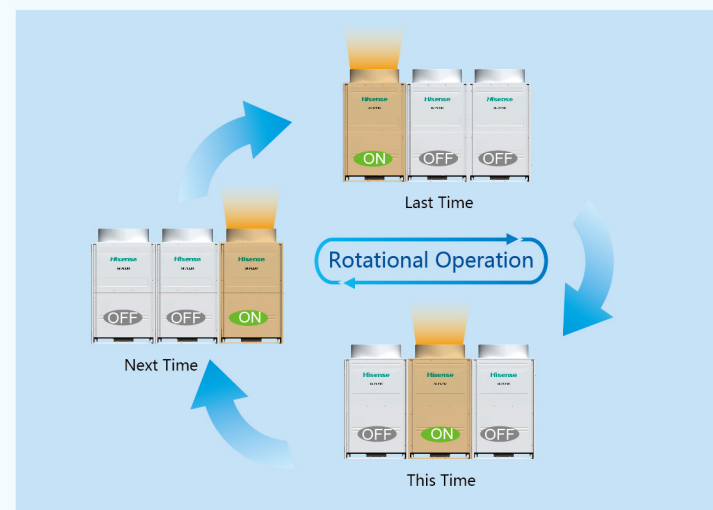 Hisense Hisense Hisense
ON OFF OFF
Last Time
Hisense Hisense Hisense
OFF OFF ON
Next Time
Rotational Operation
Hisense Hisense Hisense
OFF ON OFF
This Time